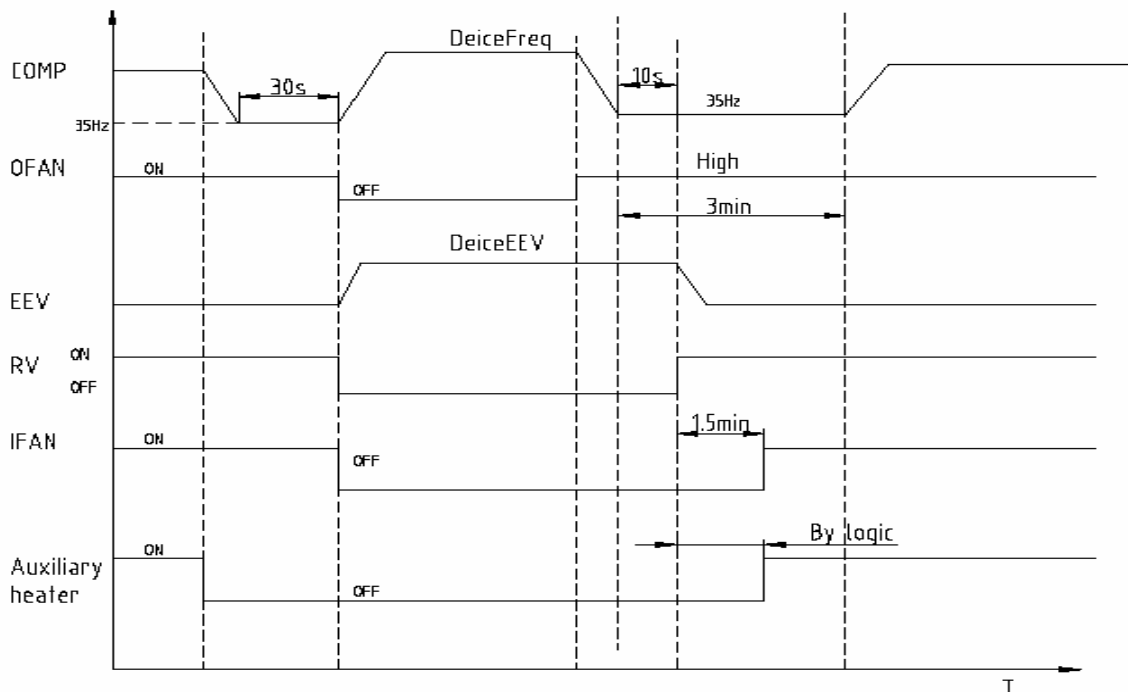 DeiceFreq
COMP
30s
10s
35Hz
35Hz
OFAN
ON
High
OFF
3min
DeiceEEV
EEV
RV
ON
OFF
1.5min
IFAN
ON
OFF
By logic
ON
Auxiliary
heater
OFF
T